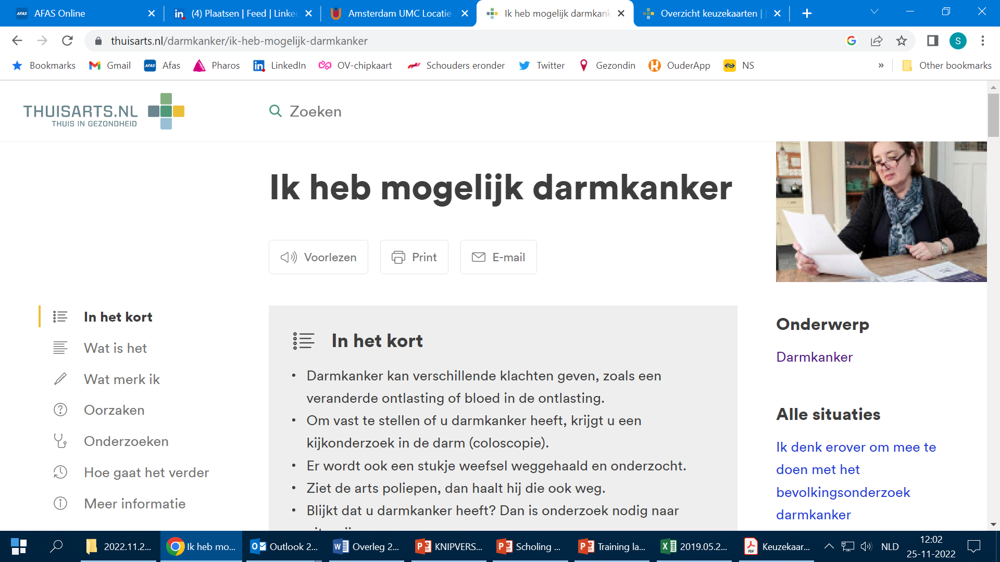 AFAS Online
(4) Plaatsen | Feed | Linke
Amsterdam UMC Locatie
Ik heb mogelijk darmkank
Overzicht keuzekaarten |
thuisarts.nl/darmkanker/ik-heb-mogelijk-darmkanker
S
Bookmarks
Gmail
Afas
Pharos
LinkedIn
OV-chipkaart
Schouders eronder
Twitter
Gezondin
OuderApp
NS
»
Other bookmarks
THUISARTS.NL
THUIS IN GEZONDHEID
Zoeken
Ik heb mogelijk darmkanker
Voorlezen
Print
E-mail
In het kort
Wat is het
Wat merk ik
Oorzaken
Onderzoeken
Hoe gaat het verder
Meer informatie
In het kort
• Darmkanker kan verschillende klachten geven, zoals een
veranderde ontlasting of bloed in de ontlasting.
• Om vast te stellen of u darmkanker heeft, krijgt u een
kijkonderzoek in de darm (coloscopie).
• Er wordt ook een stukje weefsel weggehaald en onderzocht.
• Ziet de arts poliepen, dan haalt hij die ook weg.
• Blijkt dat u darmkanker heeft? Dan is onderzoek nodig naar
Onderwerp
Darmkanker
Alle situaties
Ik denk erover om mee te
doen met het
bevolkingsonderzoek
darmkanker
2022.11.2...
Ik heb mo...
Outlook 2...
Overleg 2...
KNIPVERS...
Scholing ...
Training la...
2019.05.2...
Keuzekaar...
NLD
12:02
25-11-2022